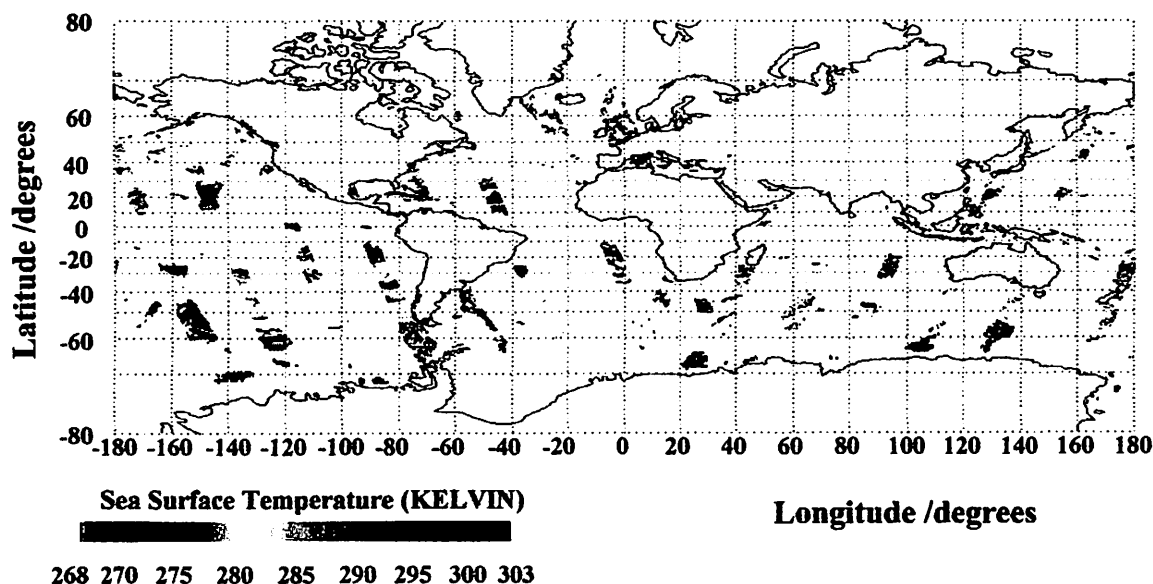 80
60
40
20
0
-20
-40
-60
-80
Latitude /degrees
-180 -160 -140 -120 -100 -80 -60 -40 -20 0 20 40 60 80 100 120 140 160 180
Sea Surface Temperature (KELVIN)
Longitude /degrees
268 270 275 280 285 290 295 300 303